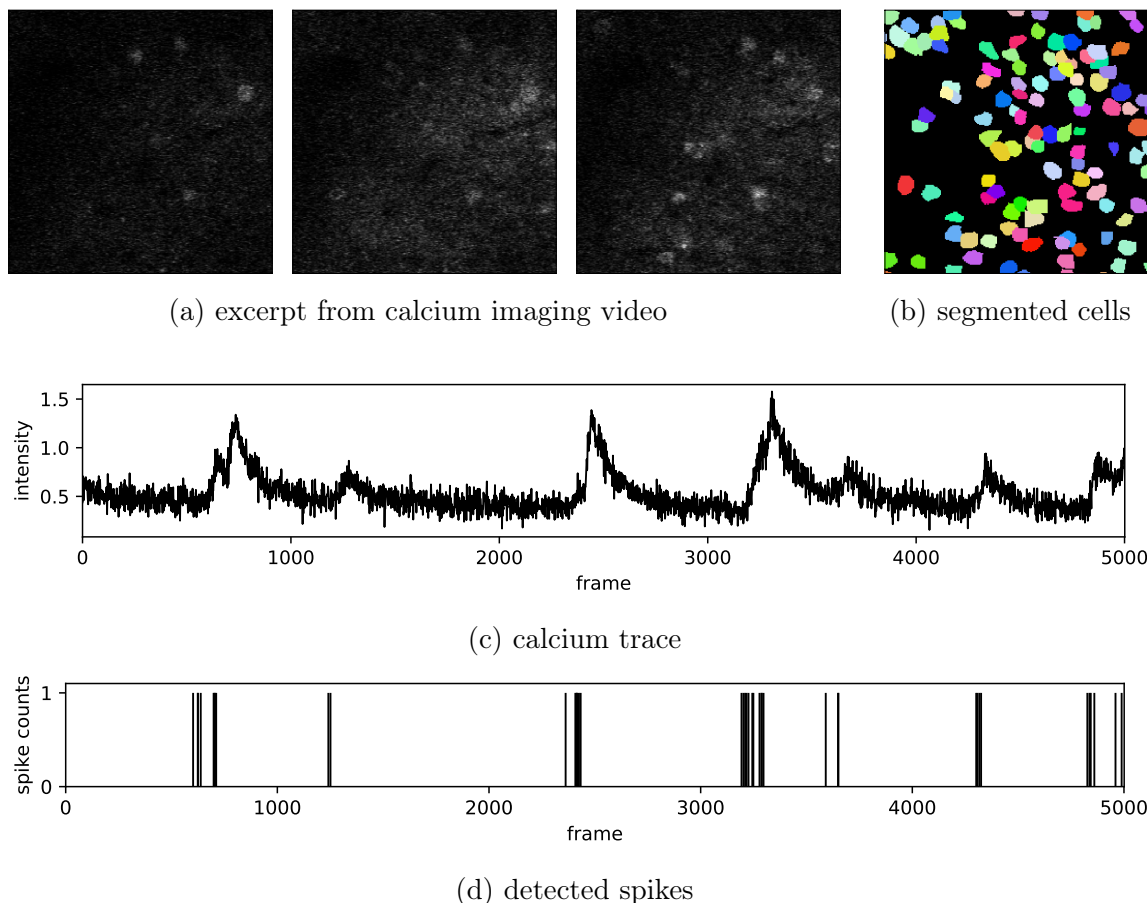 (a) excerpt from calcium imaging video
(b) segmented cells
1.5
1.0
0.5
intensity
0 1000 2000 3000 4000 5000
frame
(c) calcium trace
1
0
spike counts
0 1000 2000 3000 4000 5000
frame
(d) detected spikes